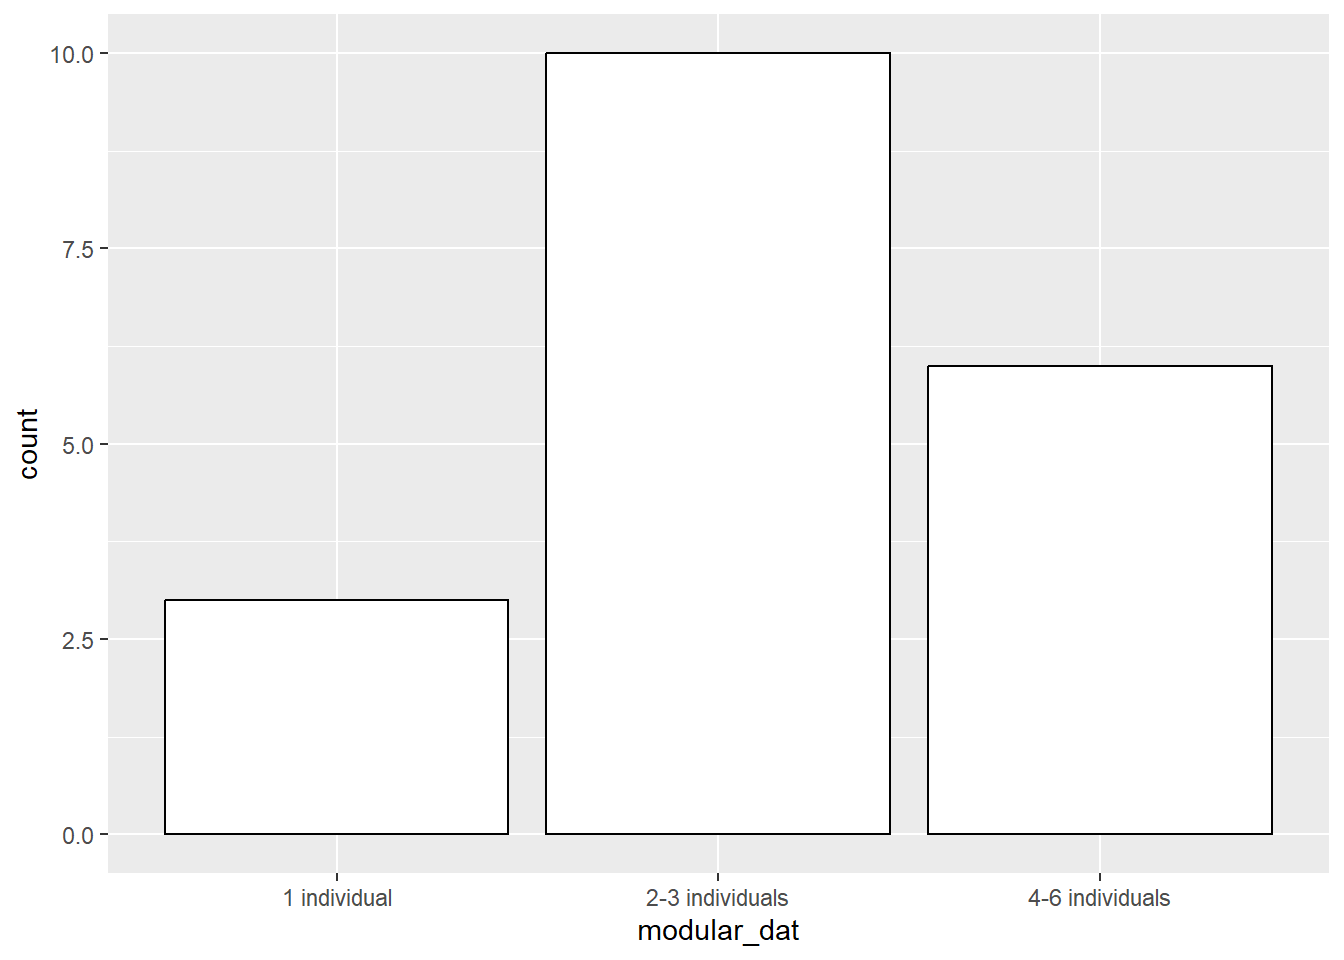 10.0
7.5
5.0
2.5
0.0
count
1 individual
2-3 individuals
4-6 individuals
modular_dat